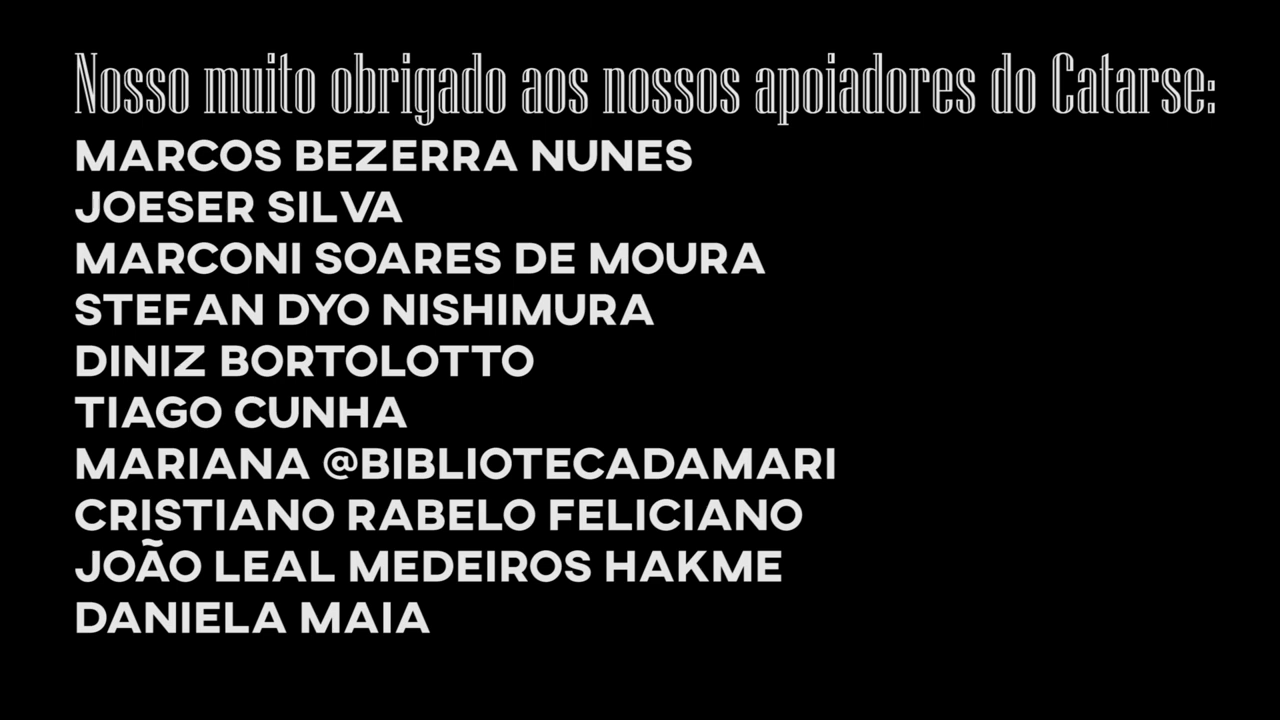 Nosso muito obrigado aos nossos apoiadores do Catarse:
MARCOS BEZERRA NUNES
JOESER SILVA
MARCONI SOARES DE MOURA
STEFAN DYO NISHIMURA
DINIZ BORTOLOTTO
TIAGO CUNHA
MARIANA @BIBLIOTECADAMARI
CRISTIANO RABELO FELICIANO
JOÃO LEAL MEDEIROS HAKME
DANIELA MAIA